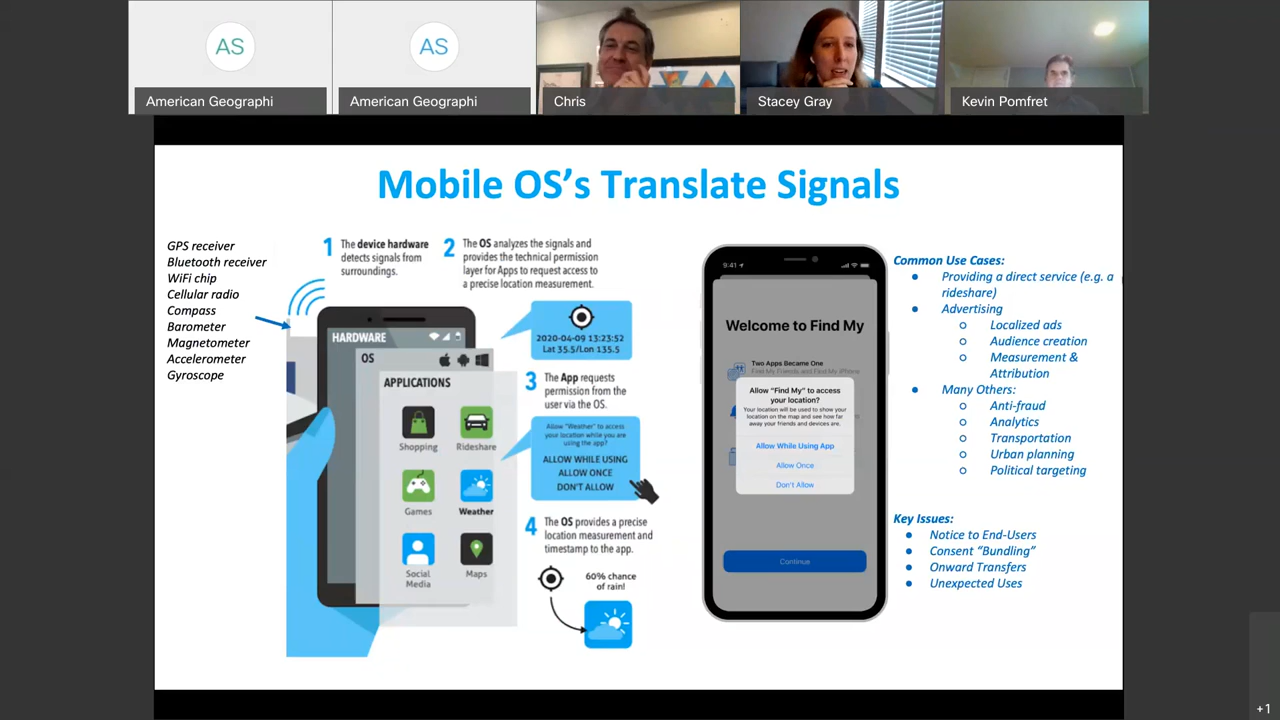 AS
AS
American Geographi
American Geographi
Chris
Stacey Gray
Kevin Pomfret
Mobile OS's Translate Signals
GPS receiver
Bluetooth receiver
WiFi chip
Cellular radio
Compass
Barometer
Magnetometer
Accelerometer
Gyroscope
1 The device hardware
detects signals from
surroundings.
2 The OS analyzes the signals and
provides the technical permission
layer for Apps to request access to
a precise location measurement.
HARDWARE
OS
APPLICATIONS
Shopping
Rideshare
Games
Weather
Social
Media
Maps
2020-04-09 13:23:52
Lat 35.5/Lon 135.5
3 The App requests
permission from the
user via the OS.
Allow "Weather" to access
your location while you are
using the app?
ALLOW WHILE USING
ALLOW ONCE
DON'T ALLOW
4 The OS provides a precise
location measurement and
timestamp to the app.
60% chance
of rain!
9:41
Welcome to Find My
Two Apps Became One
Find My Friends and Find My iPhone
Allow "Find My" to access
your location?
Your location will be used to show your
location on the map and see how far
away your friends and devices are.
Allow While Using App
Allow Once
Don't Allow
Continue
Common Use Cases:
● Providing a direct service (e.g. a
rideshare)
● Advertising
○ Localized ads
○ Audience creation
○ Measurement &
Attribution
● Many Others:
○ Anti-fraud
○ Analytics
○ Transportation
○ Urban planning
○ Political targeting
Key Issues:
● Notice to End-Users
● Consent "Bundling"
● Onward Transfers
● Unexpected Uses
+1